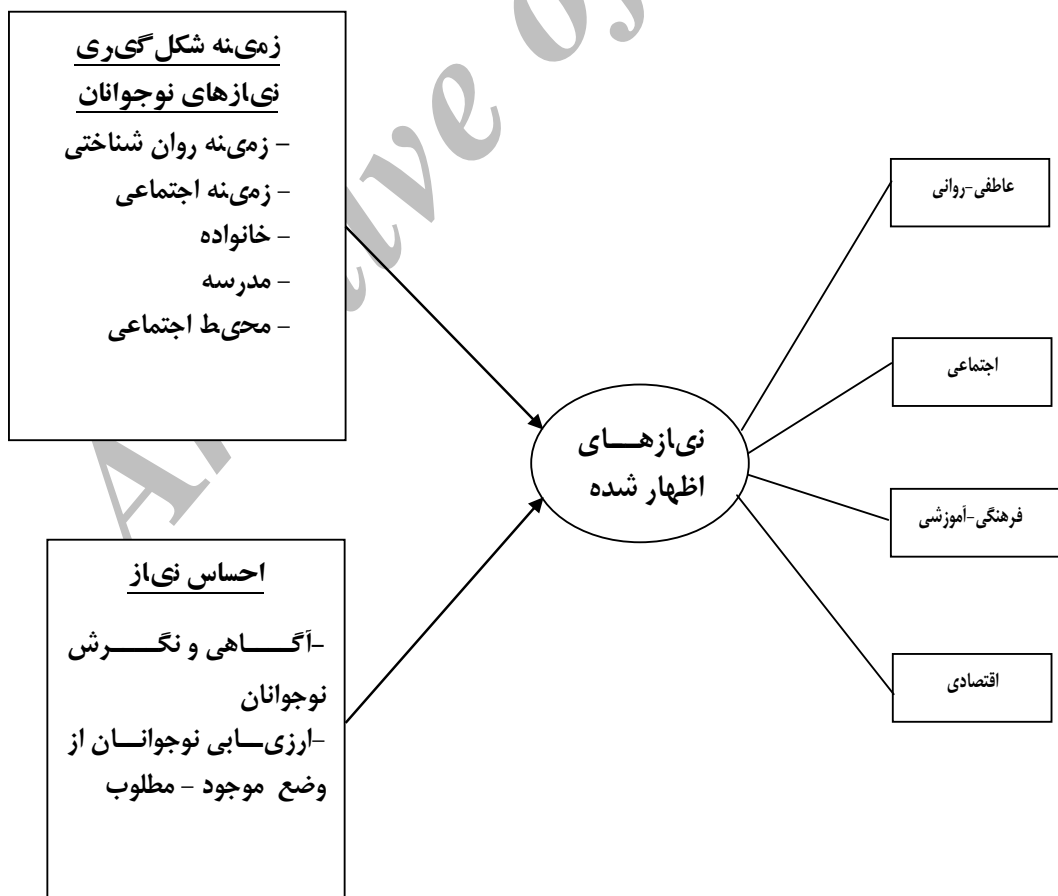 زمینه شکل گیری
نیازهای نوجوانان
- زمینه روان شناختی
- زمینه اجتماعی
- خانواده
- مدرسه
- محیط اجتماعی
احساس نیاز
-آگاهی و نگرش
نوجوانان
-ارزیابی نوجوانان از
وضع موجود - مطلوب
نیازهای
اظهار شده
عاطفی-روانی
اجتماعی
فرهنگی-آموزشی
اقتصادی